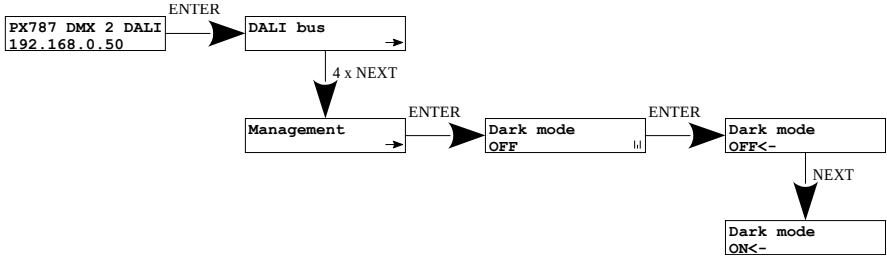 ENTER
PX787 DMX 2 DALI
192.168.0.50
DALI bus
4 x NEXT
Management
ENTER
Dark mode
OFF
ENTER
Dark mode
OFF<-
NEXT
Dark mode
ON<-